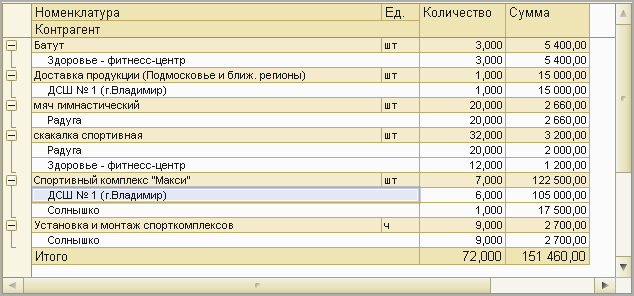 Номенклатура Ед. Количество Сумма
Контрагент
Батут шт 3,000 5 400,00
Здоровье - фитнесс-центр 3,000 5 400,00
Доставка продукции (Подмосковье и ближ. регионы) шт 1,000 15 000,00
ДСШ № 1 (г.Владимир) 1,000 15 000,00
мяч гимнастический шт 20,000 2 660,00
Радуга 20,000 2 660,00
скакалка спортивная шт 32,000 3 200,00
Радуга 20,000 2 000,00
Здоровье - фитнесс-центр 12,000 1 200,00
Спортивный комплекс "Макси" шт 7,000 122 500,00
ДСШ № 1 (г.Владимир) 6,000 105 000,00
Солнышко 1,000 17 500,00
Установка и монтаж спорткомплексов ч 9,000 2 700,00
Солнышко 9,000 2 700,00
Итого 72,000 151 460,00